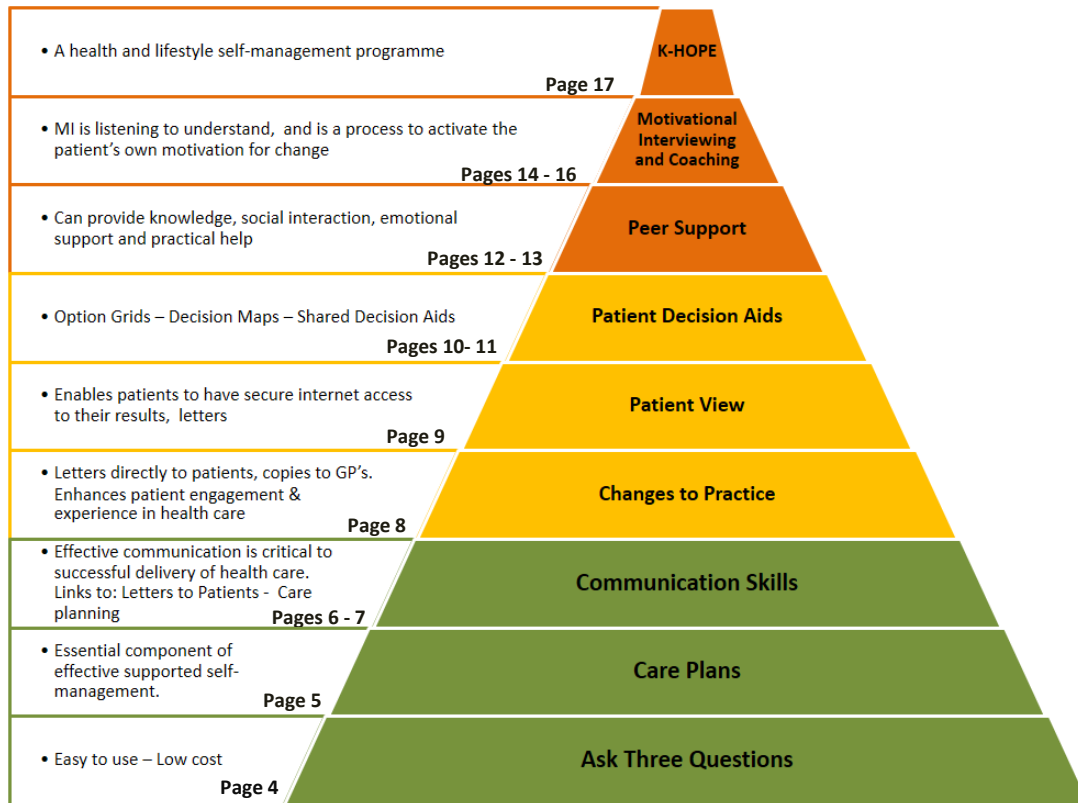 • A health and lifestyle self-management programme
Page 17
K-HOPE
• MI is listening to understand, and is a process to activate the
patient's own motivation for change
Pages 14 - 16
Motivational
Interviewing
and Coaching
• Can provide knowledge, social interaction, emotional
support and practical help
Pages 12 - 13
Peer Support
• Option Grids – Decision Maps – Shared Decision Aids
Pages 10- 11
Patient Decision Aids
• Enables patients to have secure internet access
to their results, letters
Page 9
Patient View
• Letters directly to patients, copies to GP's.
Enhances patient engagement &
experience in health care
Page 8
Changes to Practice
• Effective communication is critical to
successful delivery of health care.
Links to: Letters to Patients - Care
planning
Pages 6 - 7
Communication Skills
• Essential component of
effective supported self-
management.
Page 5
Care Plans
• Easy to use – Low cost
Page 4
Ask Three Questions